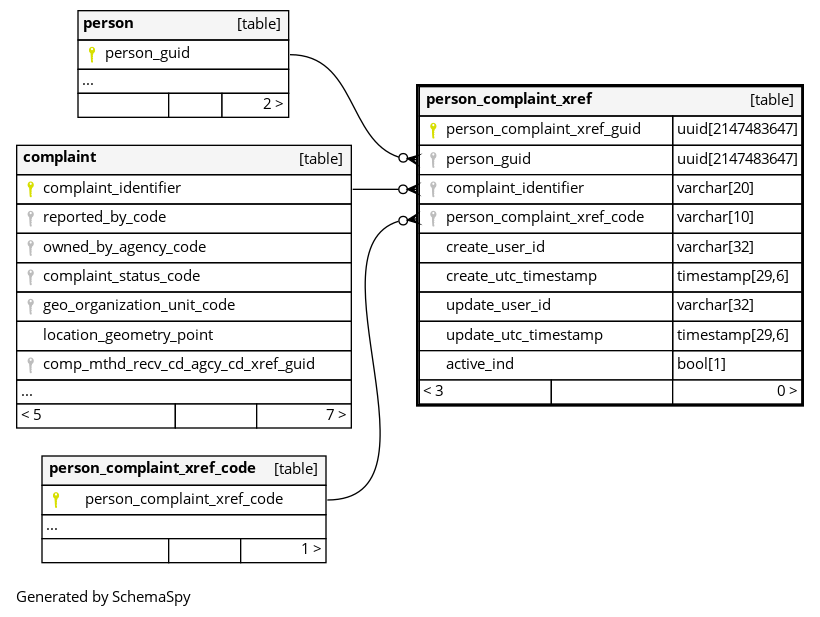 person [table]
person_guid
...
2 >
complaint [table]
complaint_identifier
reported_by_code
owned_by_agency_code
complaint_status_code
geo_organization_unit_code
location_geometry_point
comp_mthd_recv_cd_agcy_cd_xref_guid
...
< 5 7 >
person_complaint_xref_code [table]
person_complaint_xref_code
...
1 >
person_complaint_xref [table]
person_complaint_xref_guid uuid[2147483647]
person_guid uuid[2147483647]
complaint_identifier varchar[20]
person_complaint_xref_code varchar[10]
create_user_id varchar[32]
create_utc_timestamp timestamp[29,6]
update_user_id varchar[32]
update_utc_timestamp timestamp[29,6]
active_ind bool[1]
< 3 0 >
Generated by SchemaSpy